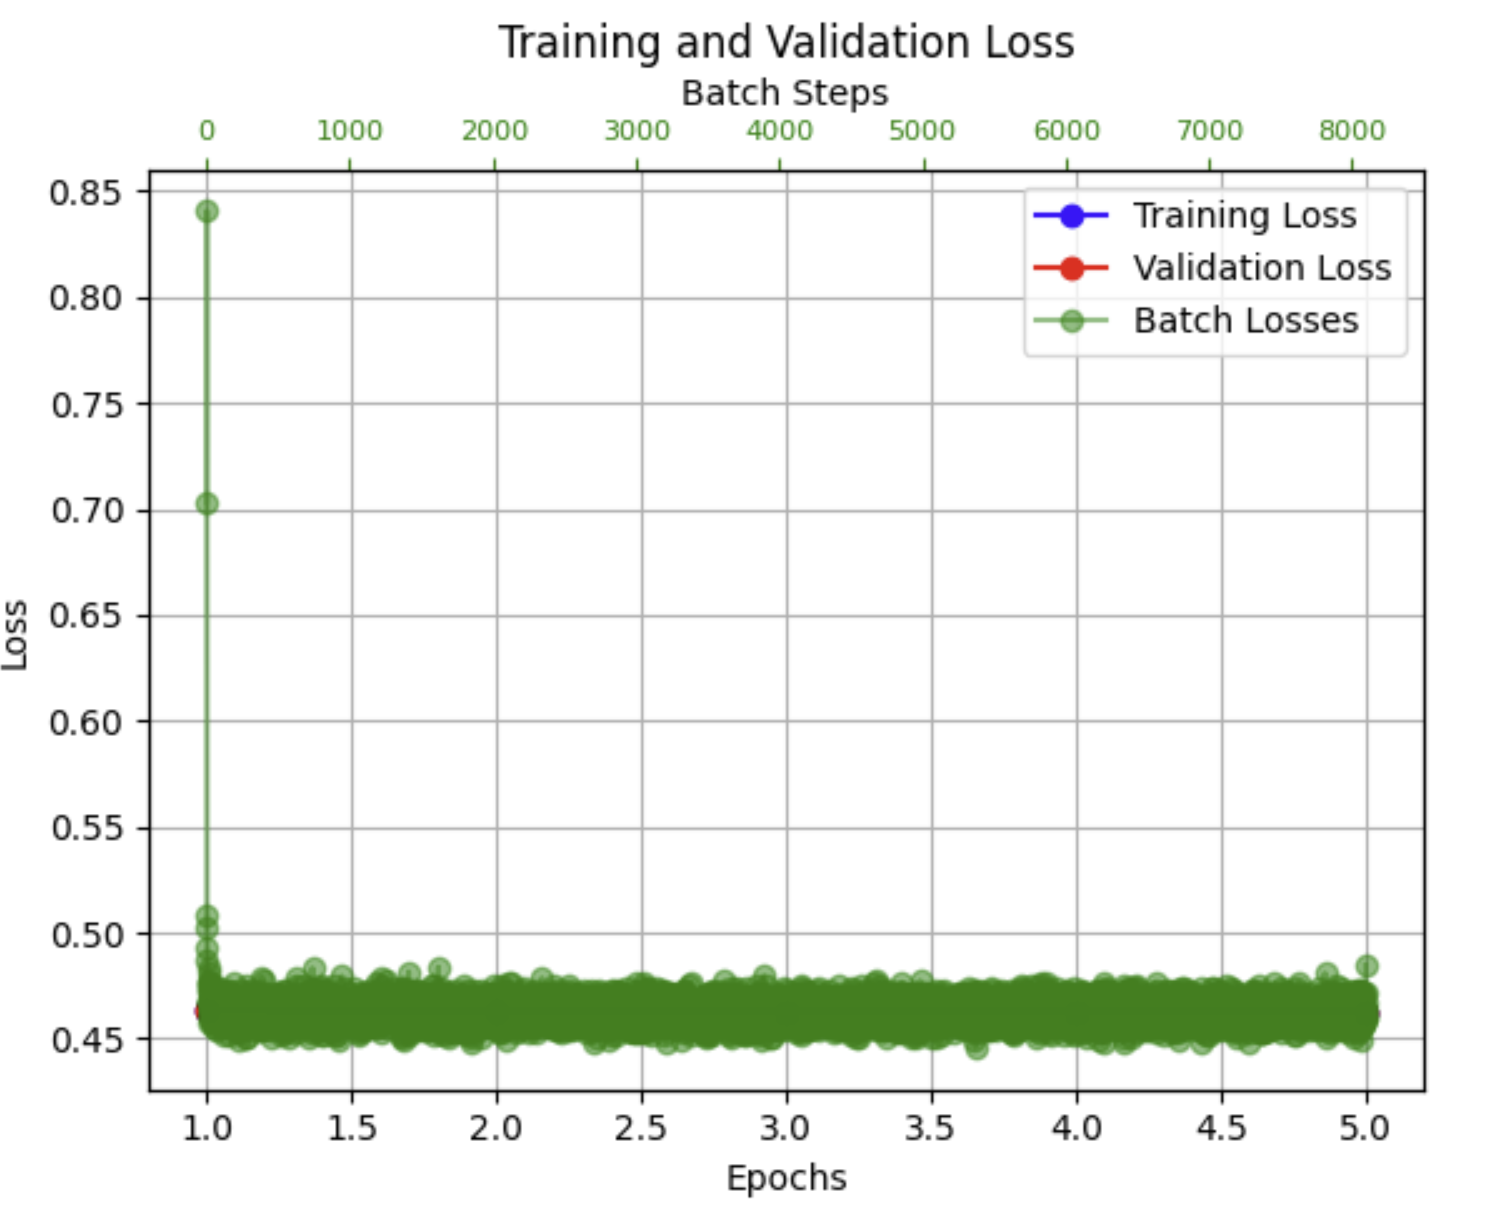 Training and Validation Loss
Batch Steps
0 1000 2000 3000 4000 5000 6000 7000 8000
0.85
0.80
0.75
0.70
0.65
0.60
0.55
0.50
0.45
Loss
Training Loss
Validation Loss
Batch Losses
1.0 1.5 2.0 2.5 3.0 3.5 4.0 4.5 5.0
Epochs